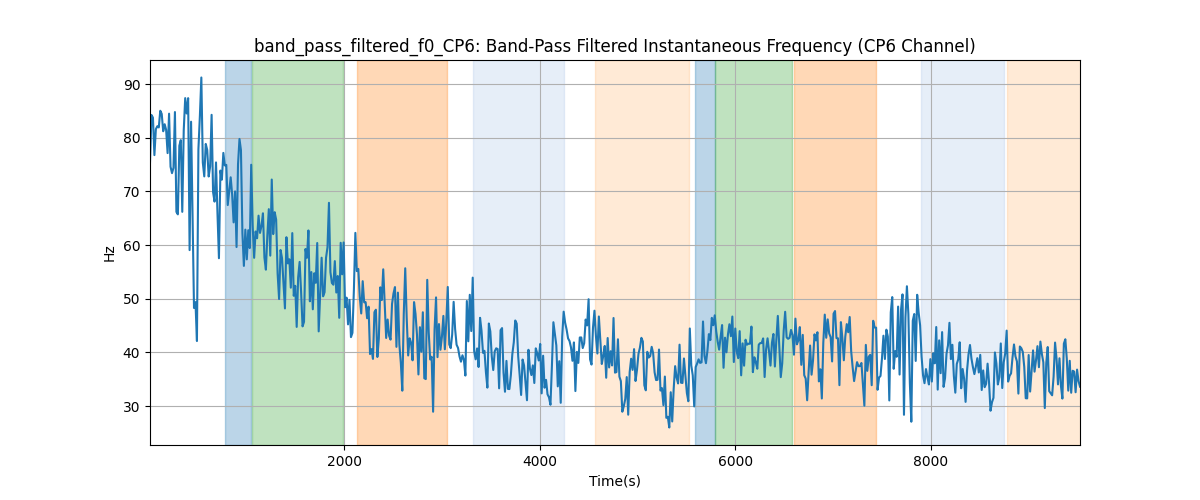 band_pass_filtered_f0_CP6: Band-Pass Filtered Instantaneous Frequency (CP6 Channel)
90
80
70
60
50
40
30
Hz
2000 4000 6000 8000
Time(s)